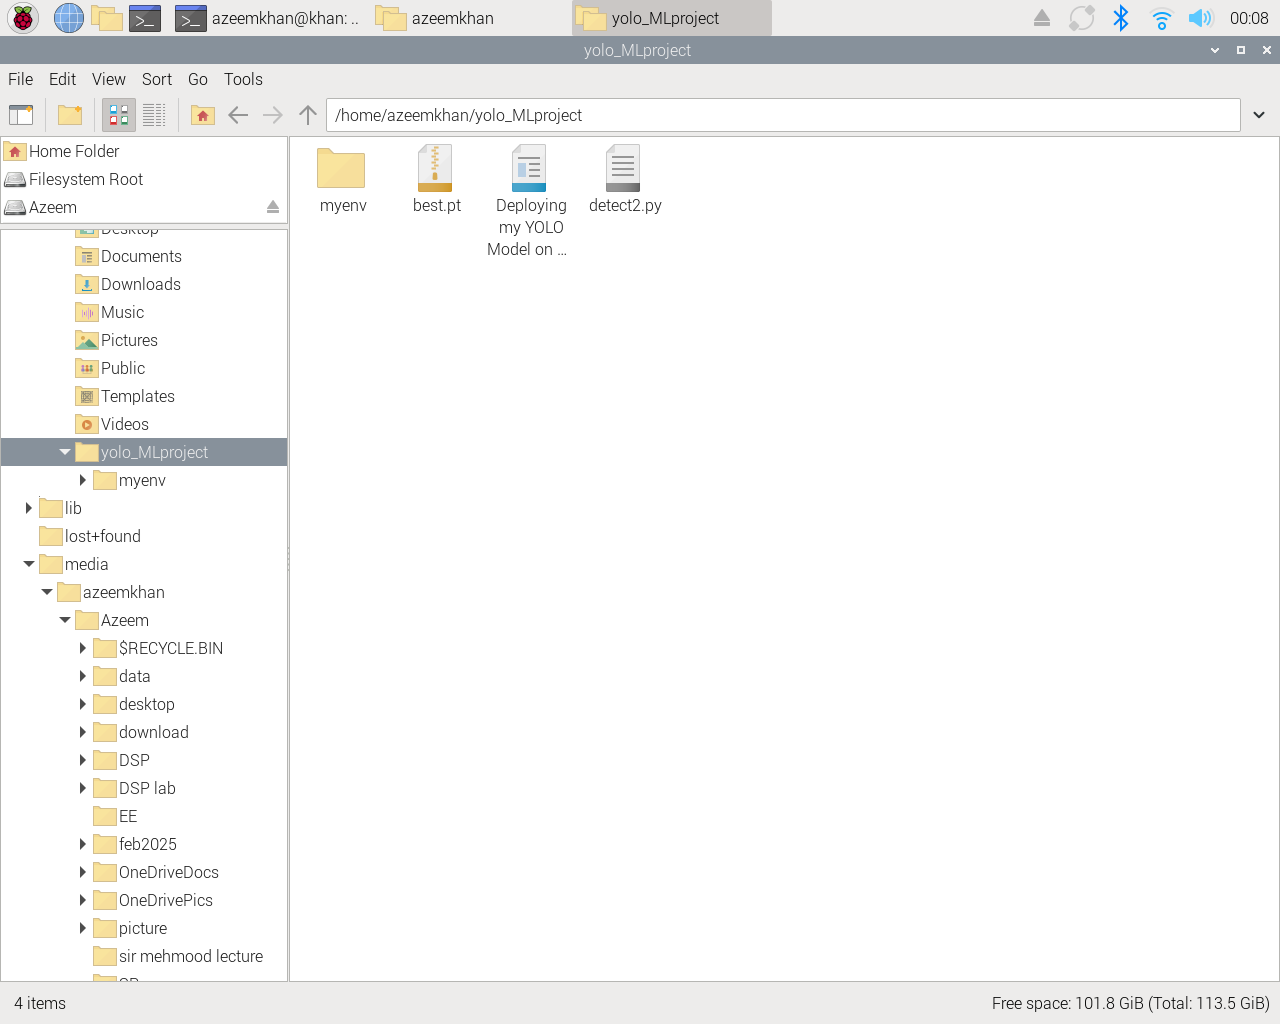 azeemkhan@khan: ..
azeemkhan
yolo_MLproject
00:08
yolo_MLproject
File Edit View Sort Go Tools
/home/azeemkhan/yolo_MLproject
Home Folder
Filesystem Root
Azeem
Desktop
Documents
Downloads
Music
Pictures
Public
Templates
Videos
yolo_MLproject
myenv
lib
lost+found
media
azeemkhan
Azeem
$RECYCLE.BIN
data
desktop
download
DSP
DSP lab
EE
feb2025
OneDriveDocs
OneDrivePics
picture
sir mehmood lecture
myenv
best.pt
Deploying
my YOLO
Model on ...
detect2.py
4 items
Free space: 101.8 GiB (Total: 113.5 GiB)